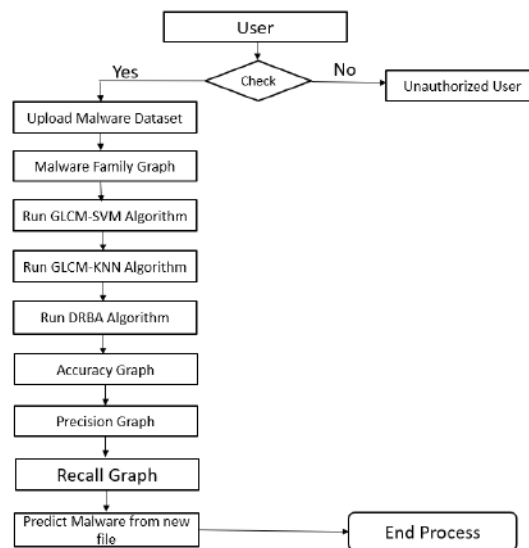 User
Yes
Check
No
Unauthorized User
Upload Malware Dataset
Malware Family Graph
Run GLCM-SVM Algorithm
Run GLCM-KNN Algorithm
Run DRBA Algorithm
Accuracy Graph
Precision Graph
Recall Graph
Predict Malware from new
file
End Process